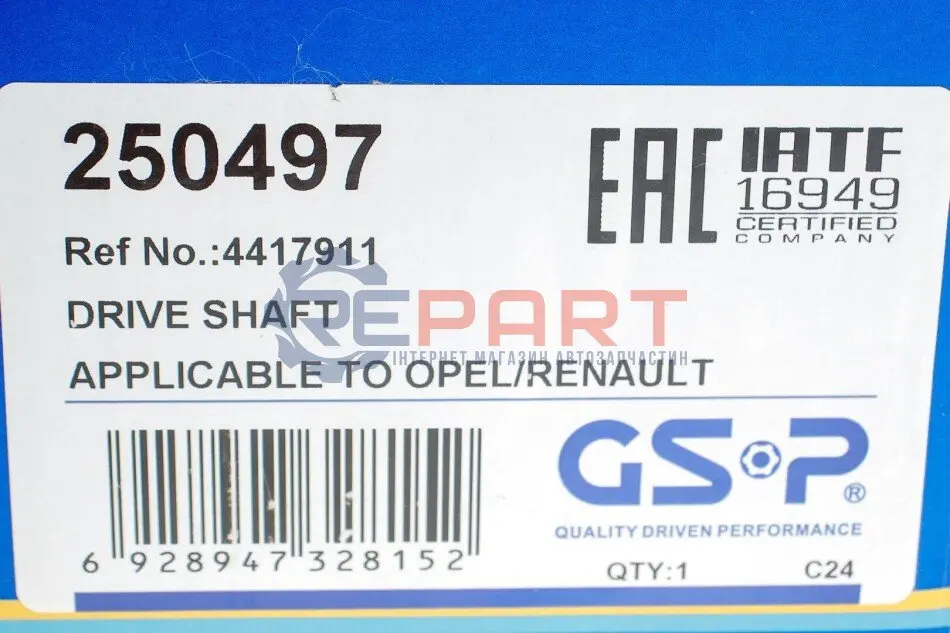 250497
EAC
IATF
16949
CERTIFIED
COMPANY
Ref No.:4417911
DRIVE SHAFT
REPART
ІНТЕРНЕТ МАГАЗИН АВТОЗАПЧАСТИН
APPLICABLE TO OPEL/RENAULT
GSP®
QUALITY DRIVEN PERFORMANCE
6 928947 328152
QTY:1
C24